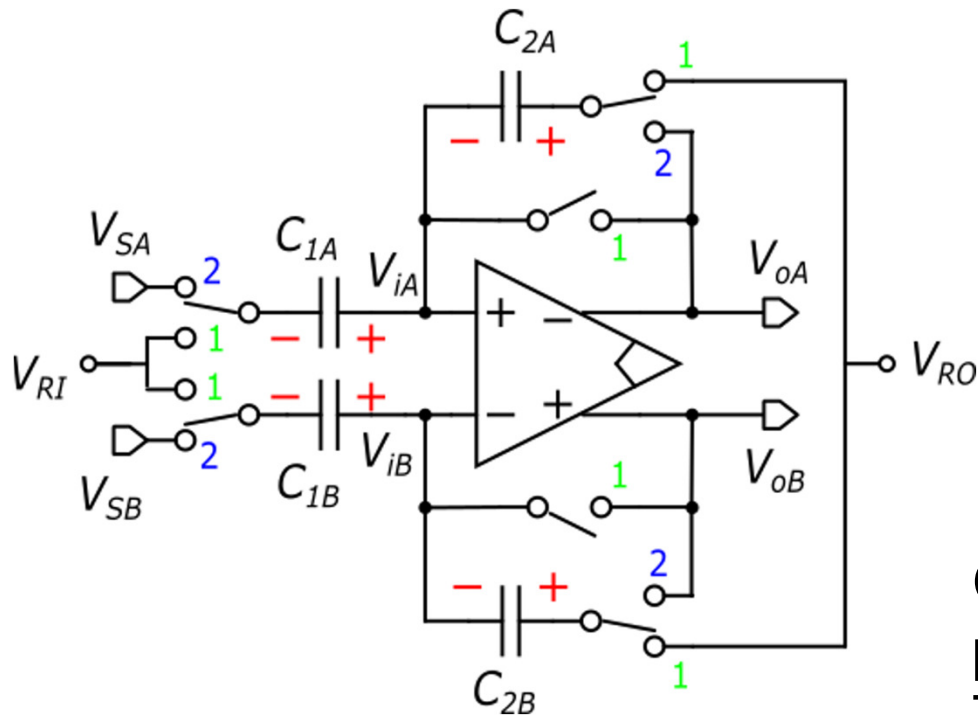 C2A
1
− +
2
VSA
2
C1A
ViA
1
VoA
+ −
1
− +
VRI
VRO
1
− +
− +
2
ViB
VSB
C1B
1
VoB
2
− +
1
C2B